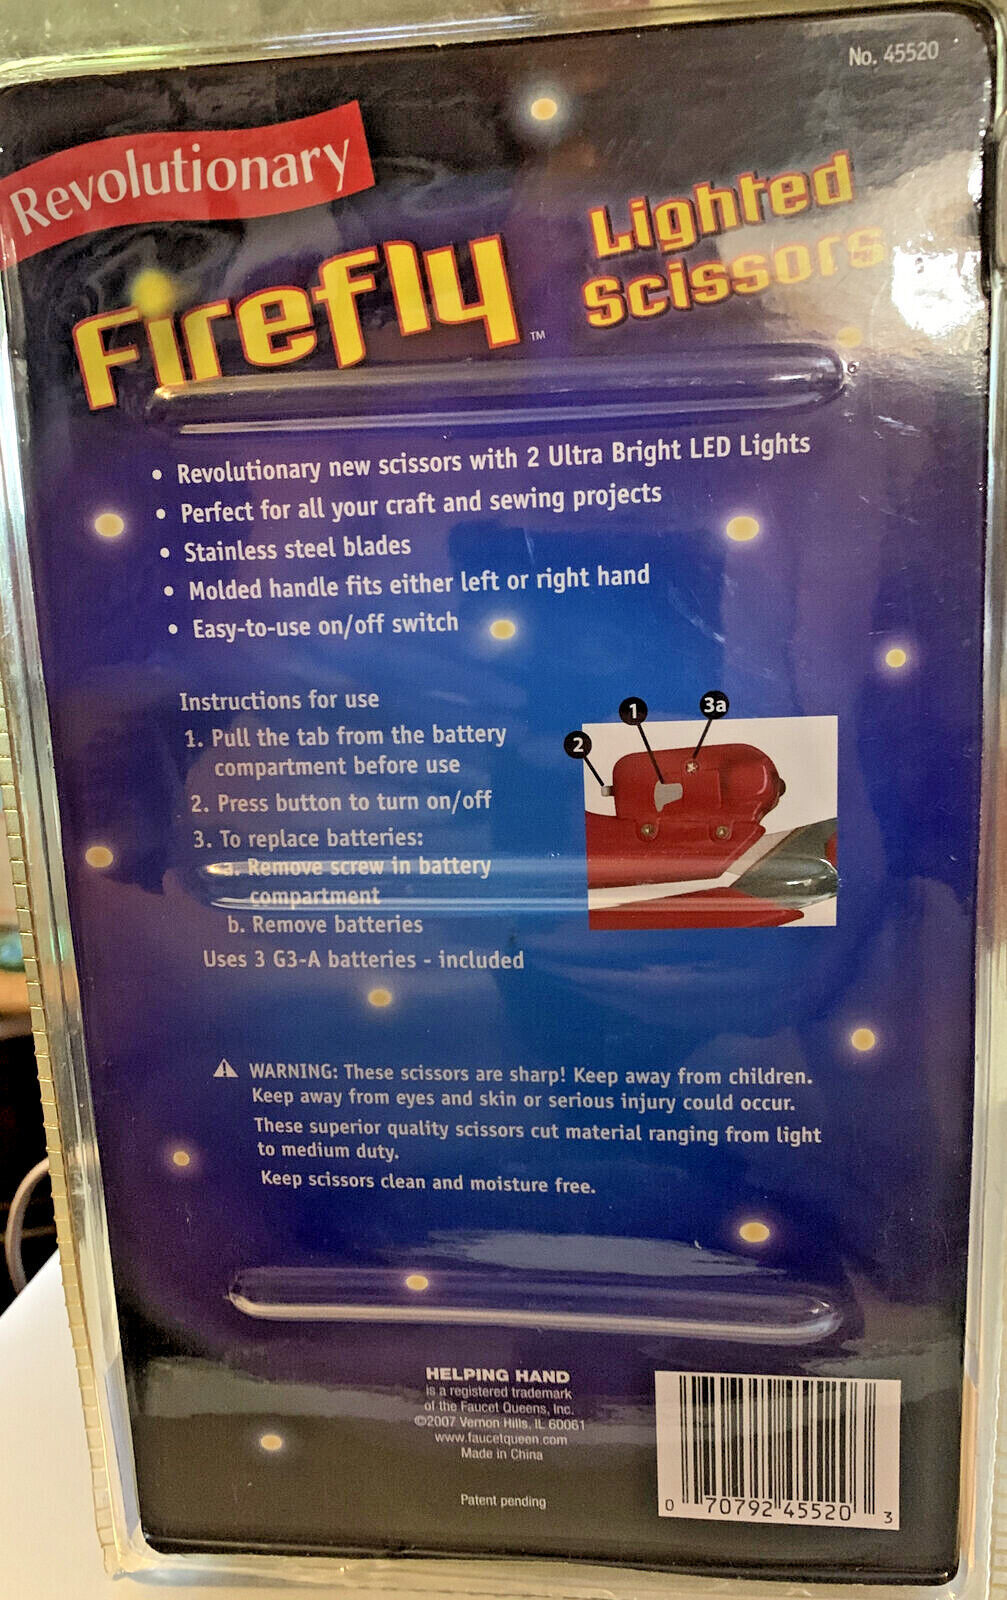 No. 45520
Revolutionary
Firefly™
Lighted
Scissors
• Revolutionary new scissors with 2 Ultra Bright LED Lights
• Perfect for all your craft and sewing projects
• Stainless steel blades
• Molded handle fits either left or right hand
• Easy-to-use on/off switch
Instructions for use
1. Pull the tab from the battery
compartment before use
2. Press button to turn on/off
3. To replace batteries:
a. Remove screw in battery
compartment
b. Remove batteries
Uses 3 G3-A batteries - included
1
3a
2
⚠ WARNING: These scissors are sharp! Keep away from children.
Keep away from eyes and skin or serious injury could occur.
These superior quality scissors cut material ranging from light
to medium duty.
Keep scissors clean and moisture free.
HELPING HAND
is a registered trademark
of the Faucet Queens, Inc.
©2007 Vernon Hills, IL 60061
www.faucetqueen.com
Made in China
Patent pending
0 70792 45520 3